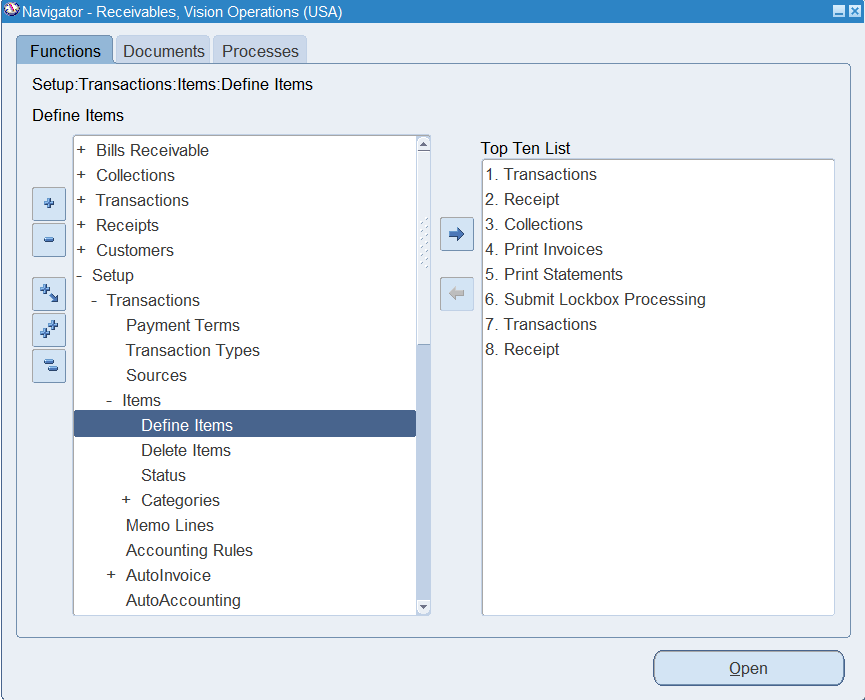 Navigator - Receivables, Vision Operations (USA)
Functions
Documents
Processes
Setup:Transactions:Items:Define Items
Define Items
+ Bills Receivable
+ Collections
+ Transactions
+ Receipts
+ Customers
- Setup
- Transactions
Payment Terms
Transaction Types
Sources
- Items
Define Items
Delete Items
Status
+ Categories
Memo Lines
Accounting Rules
+ AutoInvoice
AutoAccounting
Top Ten List
1. Transactions
2. Receipt
3. Collections
4. Print Invoices
5. Print Statements
6. Submit Lockbox Processing
7. Transactions
8. Receipt
Open